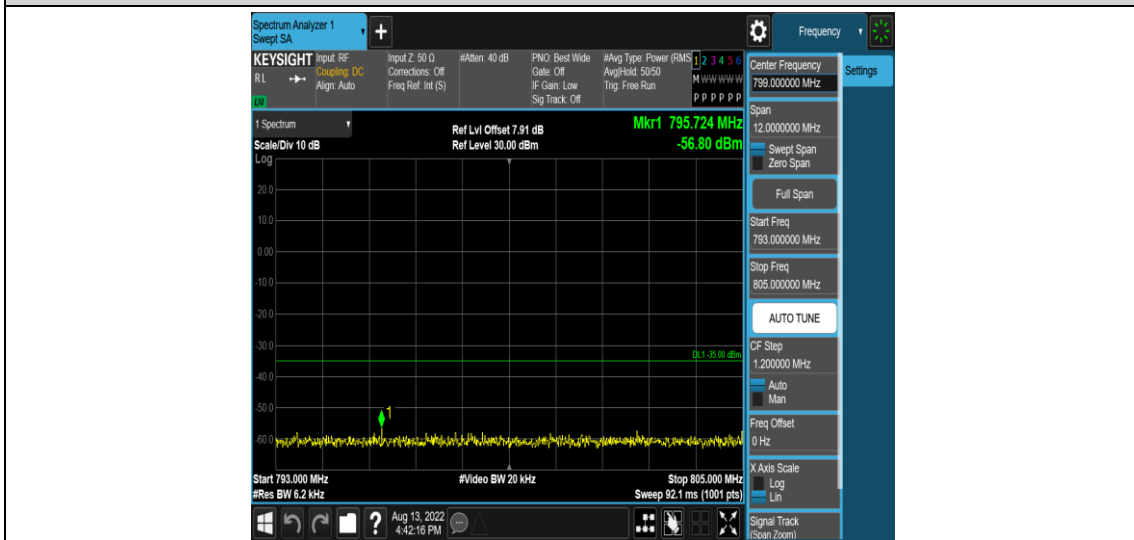 Spectrum Analyzer 1
Swept SA
+
Frequency
KEYSIGHT
RL
LXI
Input: RF
Coupling: DC
Align: Auto
Input Z: 50 Ω
Corrections: Off
Freq Ref: Int (S)
#Atten: 40 dB
PNO: Best Wide
Gate: Off
IF Gain: Low
Sig Track: Off
#Avg Type: Power (RMS
Avg|Hold: 50/50
Trig: Free Run
1 2 3 4 5 6
M W W W W W
P P P P P P
Center Frequency
799.000000 MHz
Settings
Span
12.0000000 MHz
Swept Span
Zero Span
Full Span
Start Freq
793.000000 MHz
Stop Freq
805.000000 MHz
AUTO TUNE
CF Step
1.200000 MHz
Auto
Man
Freq Offset
0 Hz
X Axis Scale
Log
Lin
Signal Track
(Span Zoom)
1 Spectrum
Scale/Div 10 dB
Log
Ref Lvl Offset 7.91 dB
Ref Level 30.00 dBm
Mkr1 795.724 MHz
-56.80 dBm
20.0
10.0
0.00
-10.0
-20.0
-30.0
DL1 -35.00 dBm
-40.0
-50.0
1
-60.0
Start 793.000 MHz
#Res BW 6.2 kHz
#Video BW 20 kHz
Stop 805.000 MHz
Sweep 92.1 ms (1001 pts)
?
Aug 13, 2022
4:42:16 PM